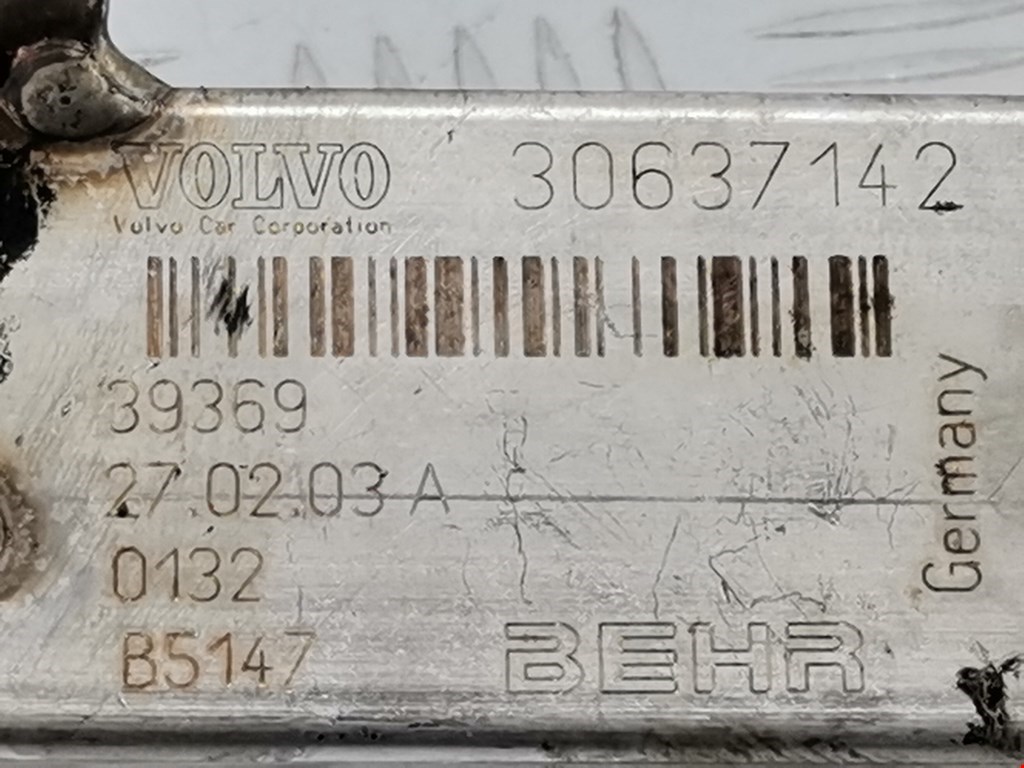 VOLVO 30637142
Volvo Car Corporation
39369
27.02.03 A
0132
B5147
BEHR
Germany